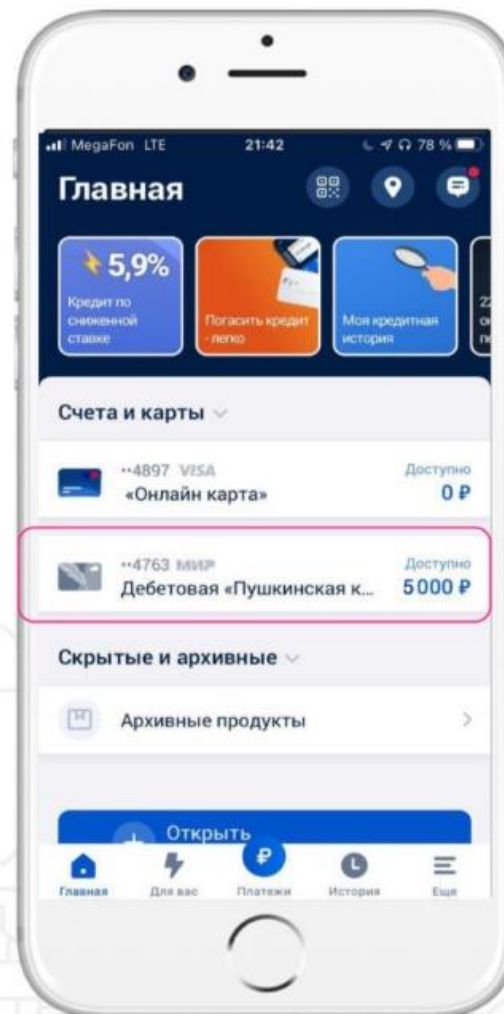 MegaFon LTE 21:42 78 %
Главная
5,9%
Кредит по
сниженной
ставке
Погасить кредит
- легко
Моя кредитная
история
Счета и карты
··4897 VISA Доступно
«Онлайн карта» 0 ₽
··4763 МИР Доступно
Дебетовая «Пушкинская к... 5 000 ₽
Скрытые и архивные
Архивные продукты
Открыть
Главная Для вас Платежи История Еще